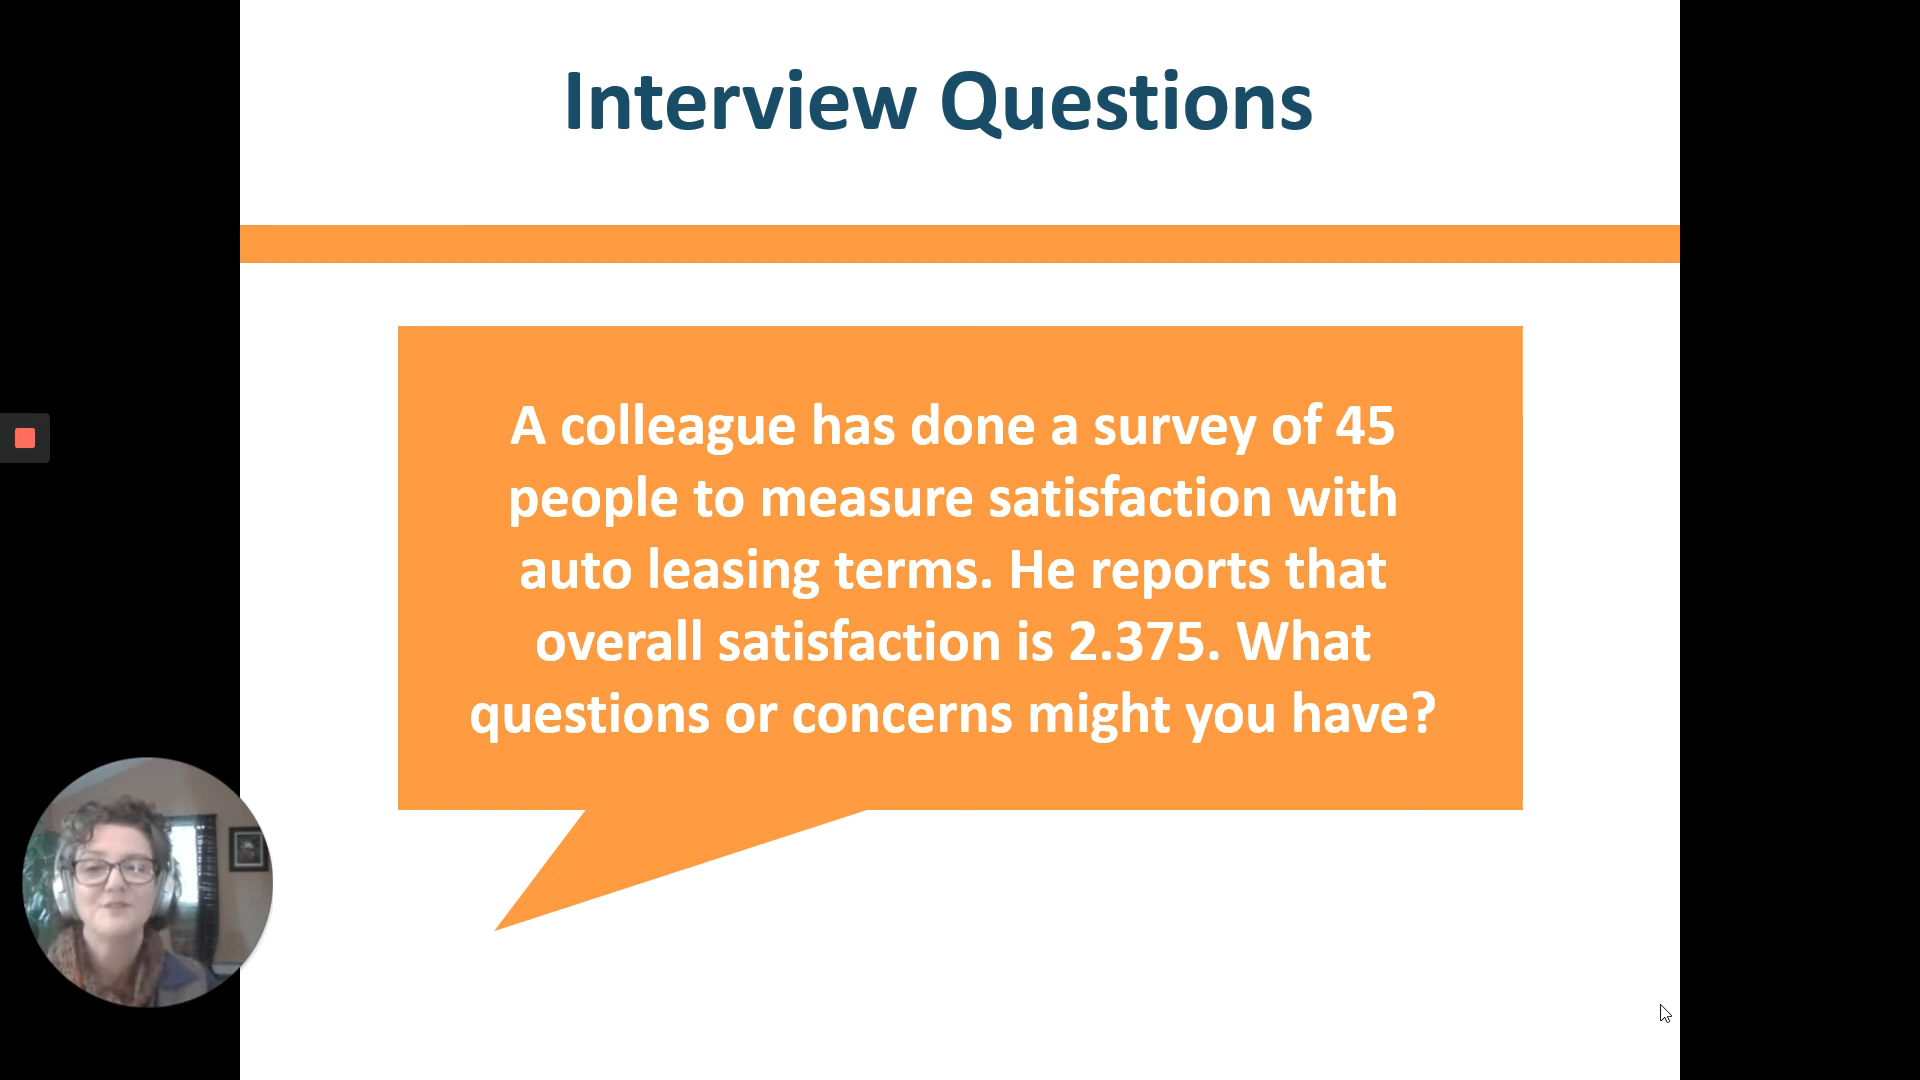 Interview Questions
A colleague has done a survey of 45
people to measure satisfaction with
auto leasing terms. He reports that
overall satisfaction is 2.375. What
questions or concerns might you have?